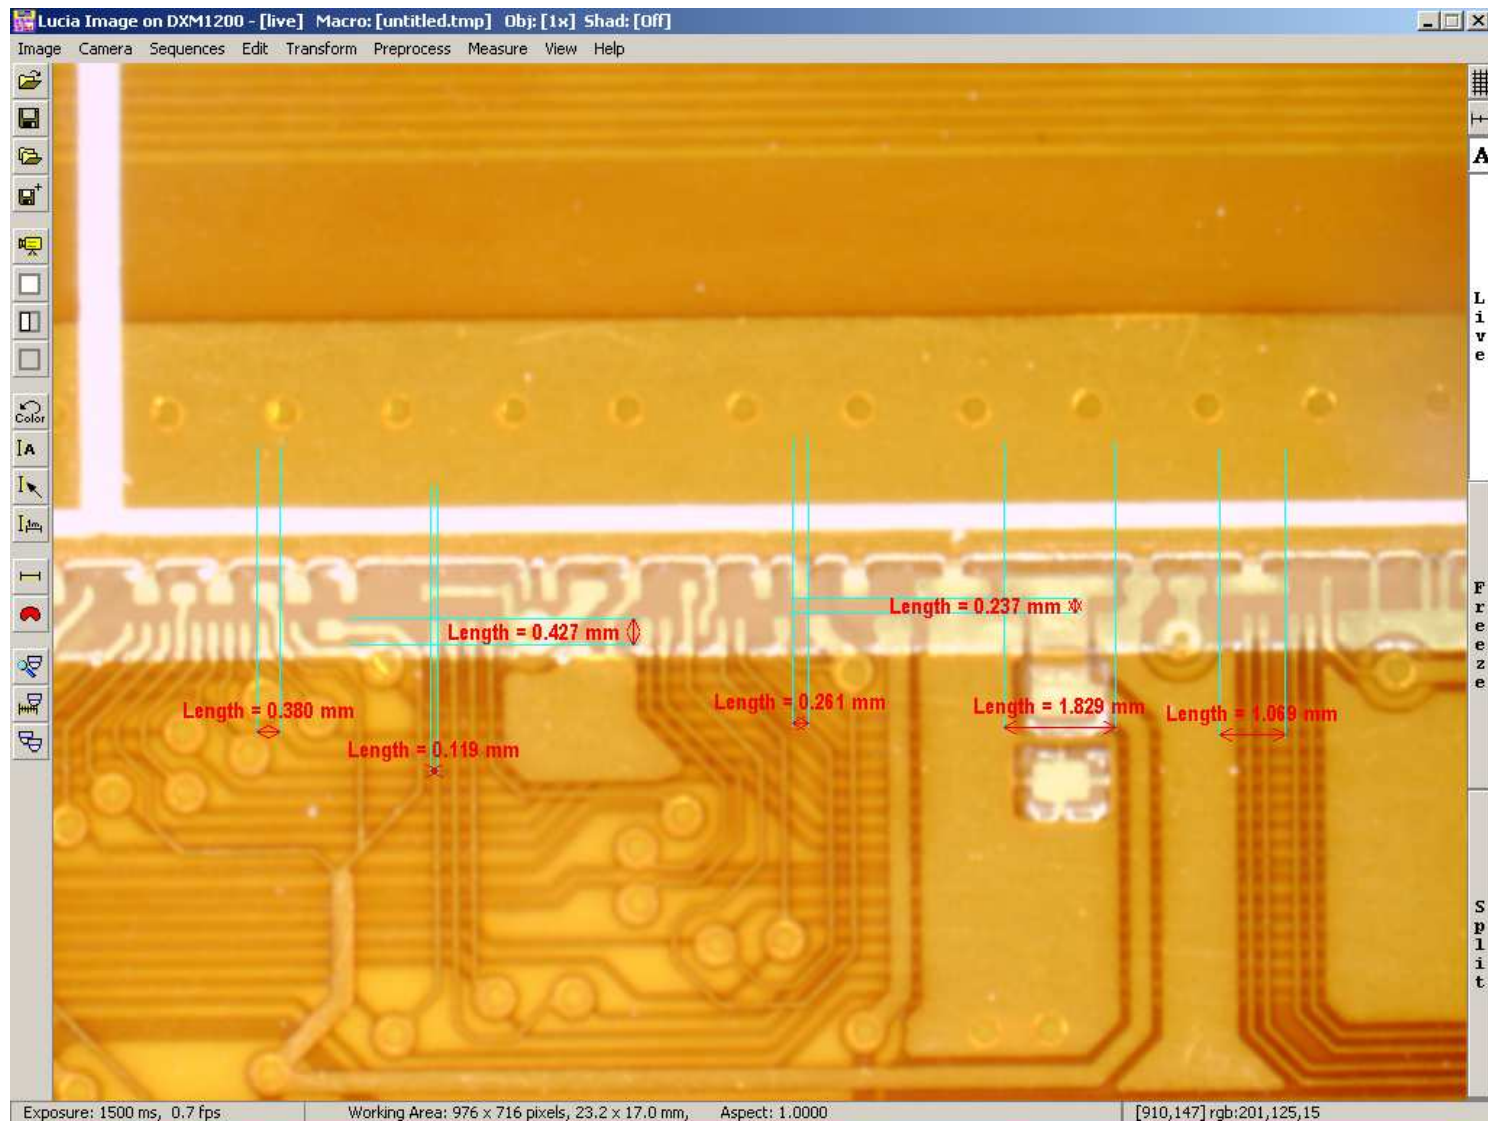 Lucia Image on DXM1200 - [live] Macro: [untitled.tmp] Obj: [1x] Shad: [Off]
Image Camera Sequences Edit Transform Preprocess Measure View Help
A
Live
Color
A
1m
Length = 0.237 mm
Length = 0.427 mm
Freeze
Length = 0.380 mm
Length = 0.261 mm
Length = 1.829 mm
Length = 1.069 mm
Length = 0.119 mm
Split
Exposure: 1500 ms, 0.7 fps
Working Area: 976 x 716 pixels, 23.2 x 17.0 mm, Aspect: 1.0000
[910,147] rgb:201,125,15